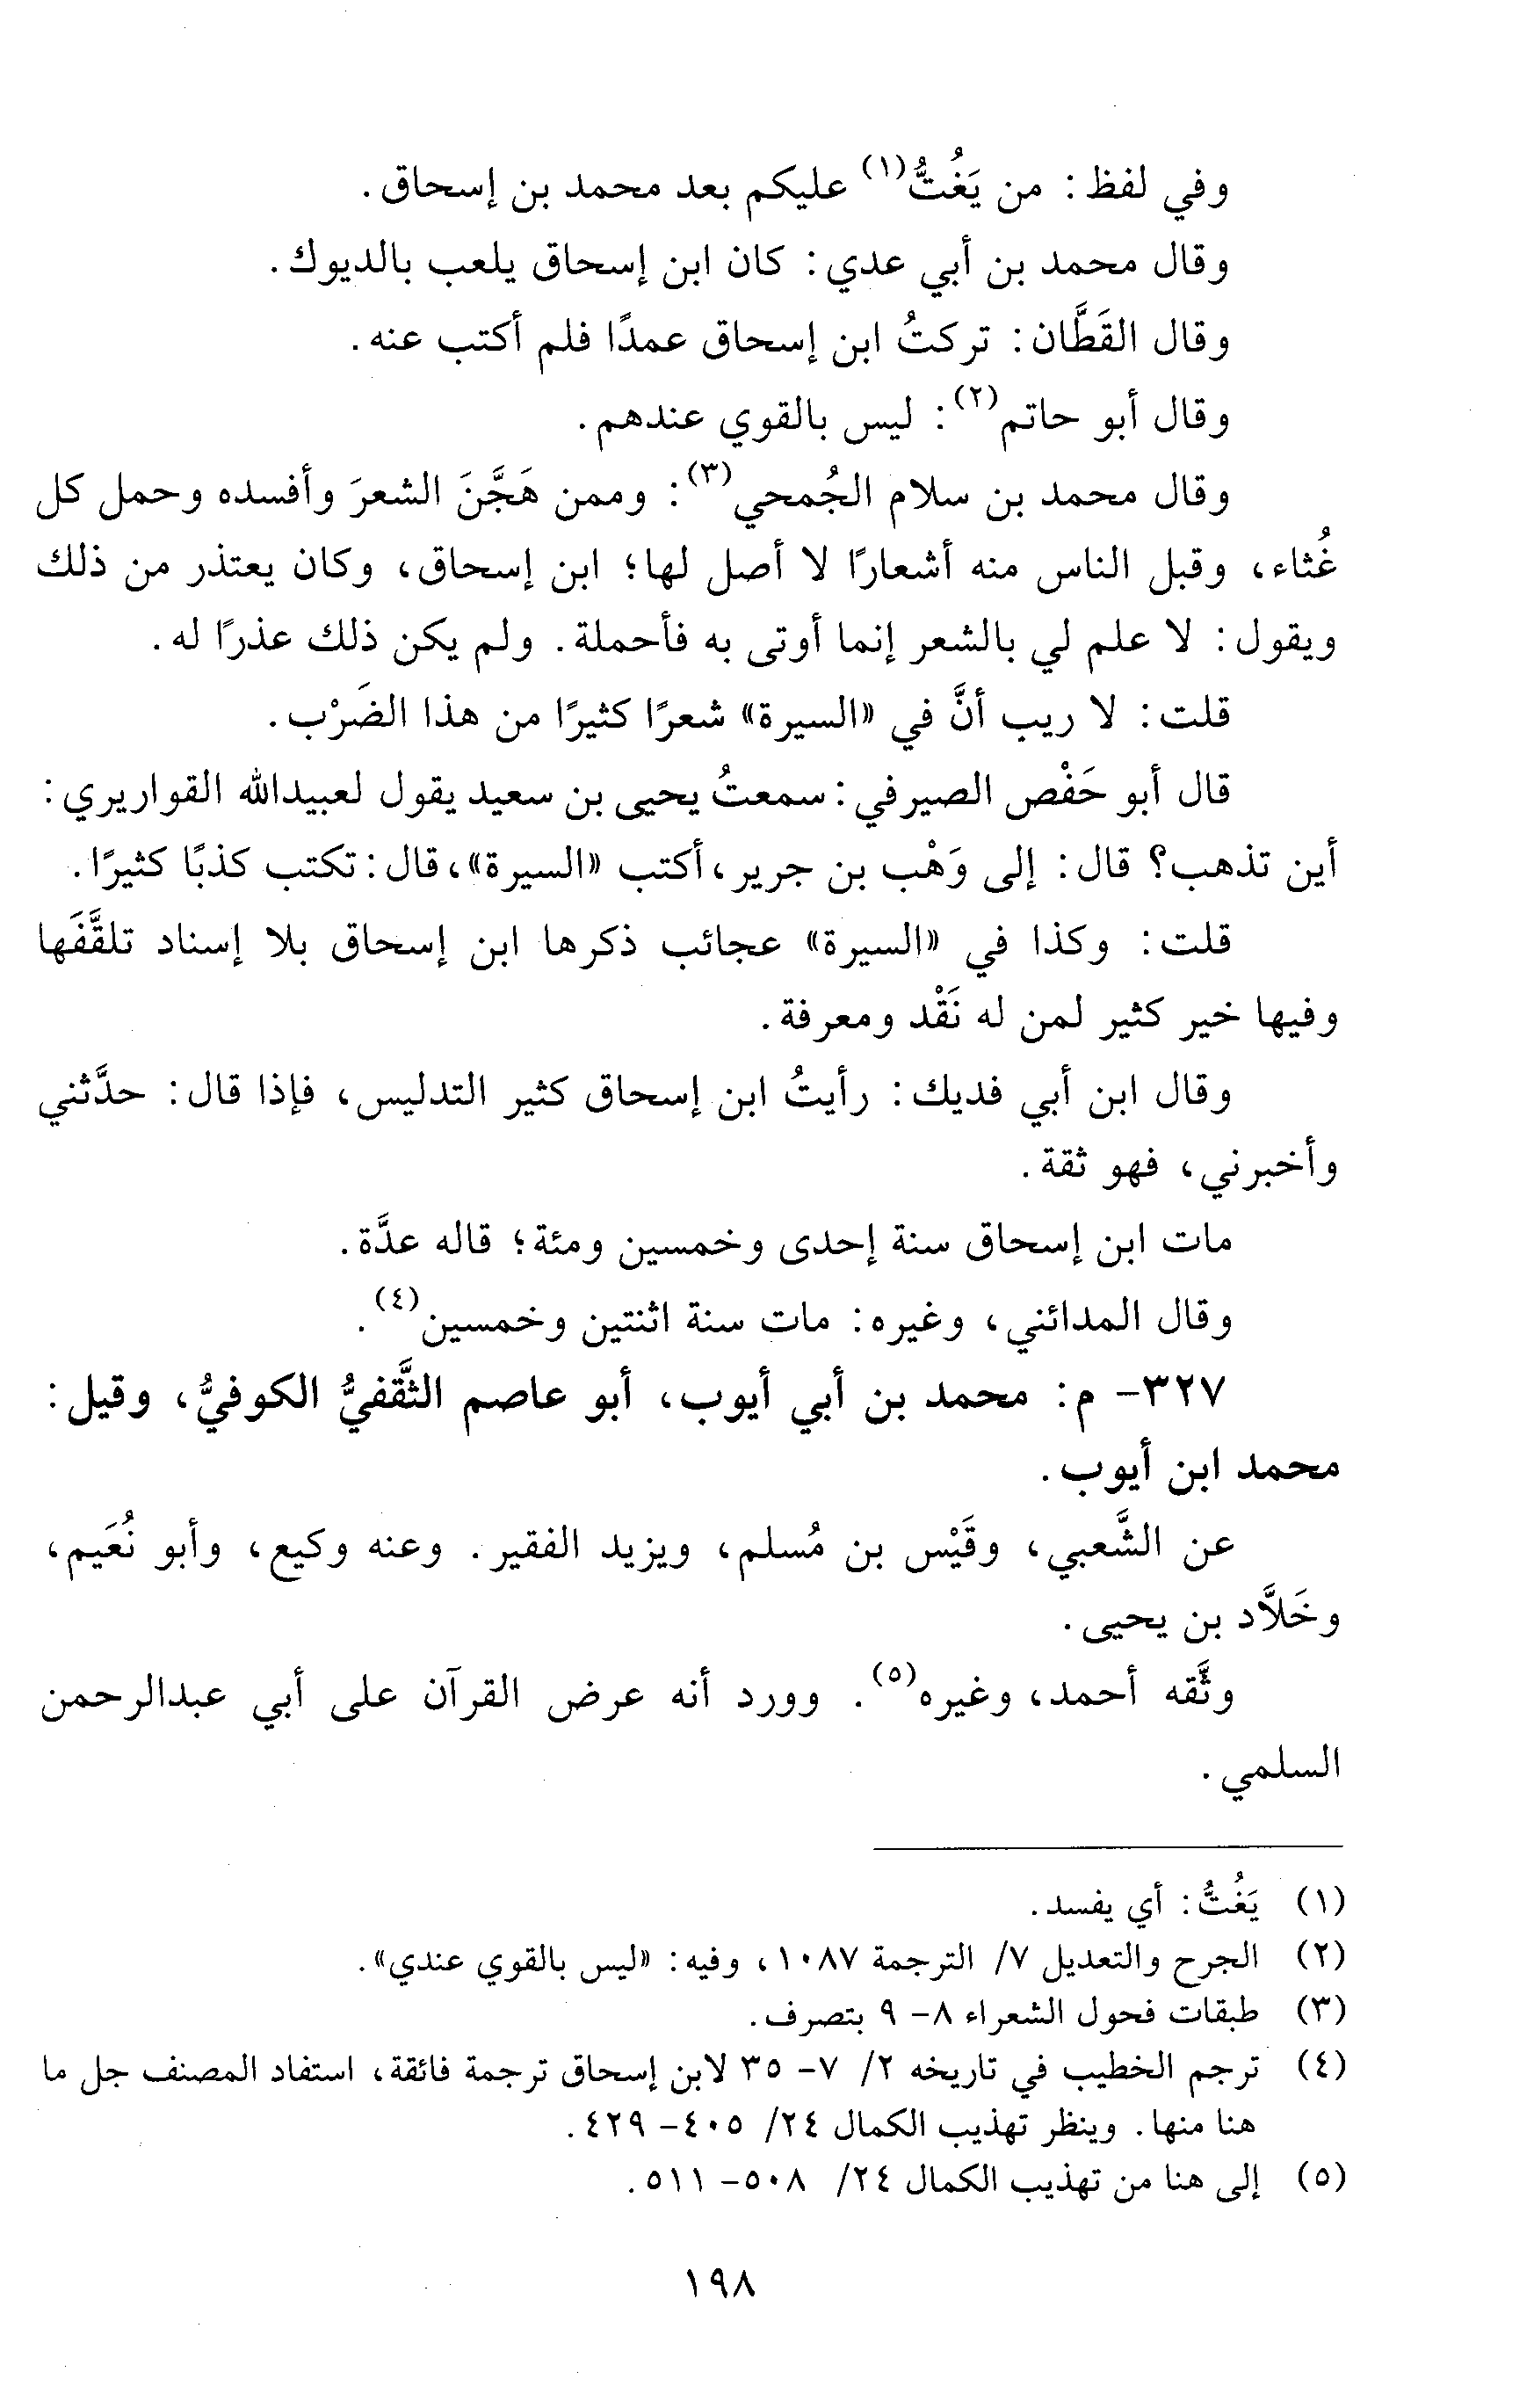 وفي لفظ: من يَغُتُّ(١) عليكم بعد محمد بن إسحاق.
وقال محمد بن أبي عدي: كان ابن إسحاق يلعب بالديوك.
وقال القَطَّان: تركتُ ابن إسحاق عمدًا فلم أكتب عنه.
وقال أبو حاتم(٢): ليس بالقوي عندهم.
وقال محمد بن سلام الجُمحي(٣): وممن هَجَّنَ الشعرَ وأفسده وحمل كل
غُثاء، وقبل الناس منه أشعارًا لا أصل لها؛ ابن إسحاق، وكان يعتذر من ذلك
ويقول: لا علم لي بالشعر إنما أوتى به فأحملة. ولم يكن ذلك عذرًا له.
قلت: لا ريب أنَّ في «السيرة» شعرًا كثيرًا من هذا الضَرْب.
قال أبو حَفْص الصيرفي: سمعتُ يحيى بن سعيد يقول لعبيدالله القواريري:
أين تذهب؟ قال: إلى وَهْب بن جرير، أكتب «السيرة»، قال: تكتب كذبًا كثيرًا.
قلت: وكذا في «السيرة» عجائب ذكرها ابن إسحاق بلا إسناد تلقَّفَها
وفيها خير كثير لمن له نَقْد ومعرفة.
وقال ابن أبي فديك: رأيتُ ابن إسحاق كثير التدليس، فإذا قال: حدَّثني
وأخبرني، فهو ثقة.
مات ابن إسحاق سنة إحدى وخمسين ومئة؛ قاله عدَّة.
وقال المدائني، وغيره: مات سنة اثنتين وخمسين(٤).
٣٢٧- م: محمد بن أبي أيوب، أبو عاصم الثَّقَفيُّ الكوفيُّ، وقيل:
محمد ابن أيوب.
عن الشَّعبي، وقَيْس بن مُسلم، ويزيد الفقير. وعنه وكيع، وأبو نُعَيم،
وخَلاَّد بن يحيى.
وثَّقه أحمد، وغيره(٥). وورد أنه عرض القرآن على أبي عبدالرحمن
السلمي.
(١) يَغُتُّ: أي يفسد.
(٢) الجرح والتعديل ٧/ الترجمة ١٠٨٧، وفيه: «ليس بالقوي عندي».
(٣) طبقات فحول الشعراء ٨- ٩ بتصرف.
(٤) ترجم الخطيب في تاريخه ٢/ ٧- ٣٥ لابن إسحاق ترجمة فائقة، استفاد المصنف جل ما
هنا منها. وينظر تهذيب الكمال ٢٤/ ٤٠٥- ٤٢٩.
(٥) إلى هنا من تهذيب الكمال ٢٤/ ٥٠٨- ٥١١.
١٩٨